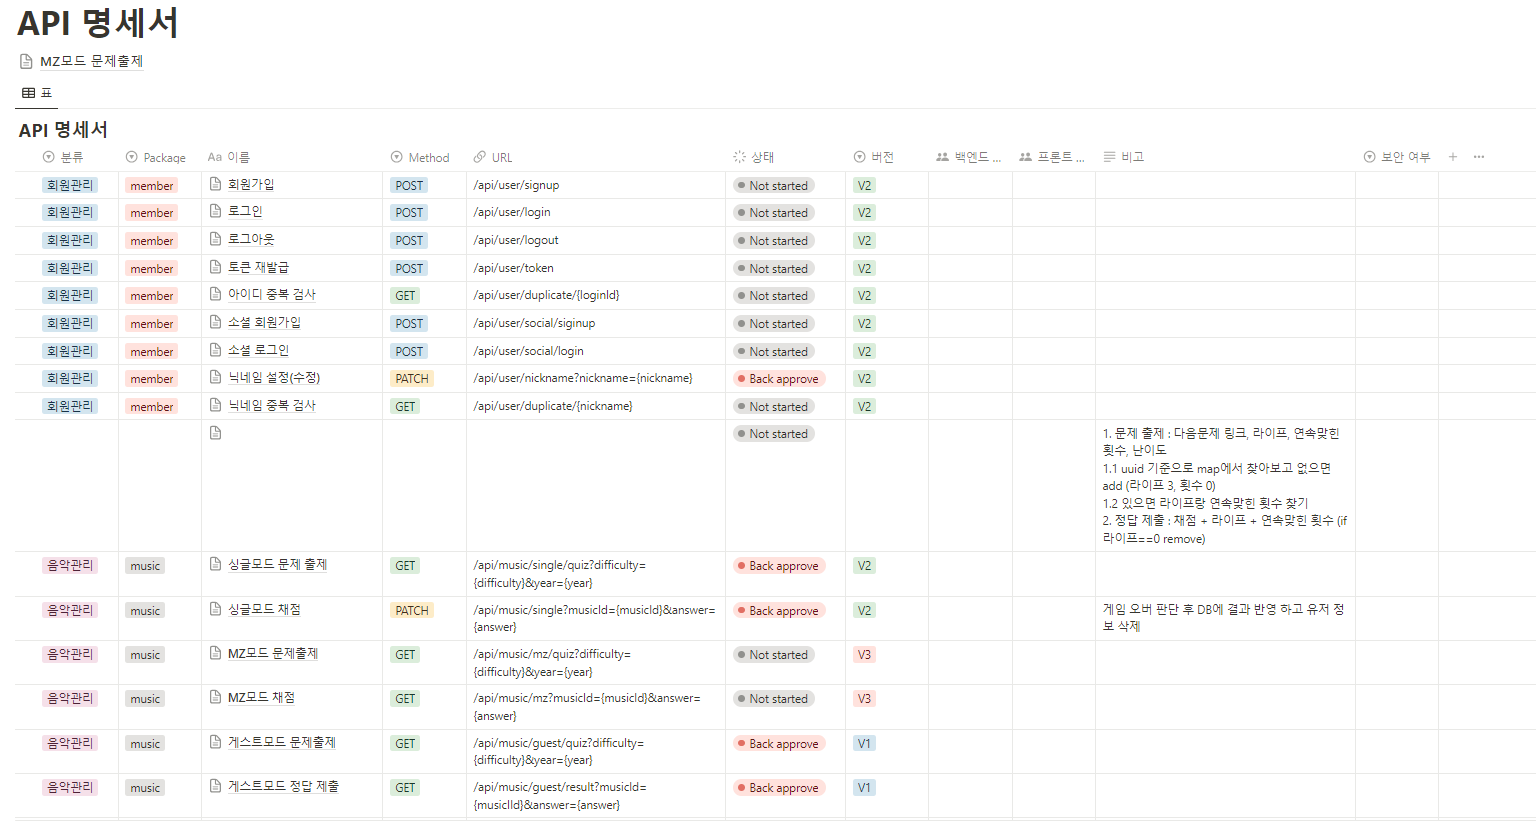 API 명세서
MZ모드 문제출제
표
API 명세서
분류 Package Aa 이름 Method URL 상태 버전 백엔드 ... 프론트 ... 비고 보안 여부
회원관리 member 회원가입 POST /api/user/signup Not started V2
회원관리 member 로그인 POST /api/user/login Not started V2
회원관리 member 로그아웃 POST /api/user/logout Not started V2
회원관리 member 토큰 재발급 POST /api/user/token Not started V2
회원관리 member 아이디 중복 검사 GET /api/user/duplicate/{loginId} Not started V2
회원관리 member 소셜 회원가입 POST /api/user/social/siginup Not started V2
회원관리 member 소셜 로그인 POST /api/user/social/login Not started V2
회원관리 member 닉네임 설정(수정) PATCH /api/user/nickname?nickname={nickname} Back approve V2
회원관리 member 닉네임 중복 검사 GET /api/user/duplicate/{nickname} Not started V2
Not started 1. 문제 출제 : 다음문제 링크, 라이프, 연속맞힌
횟수, 난이도
1.1 uuid 기준으로 map에서 찾아보고 없으면
add (라이프 3, 횟수 0)
1.2 있으면 라이프랑 연속맞힌 횟수 찾기
2. 정답 제출 : 채점 + 라이프 + 연속맞힌 횟수 (if
라이프==0 remove)
음악관리 music 싱글모드 문제 출제 GET /api/music/single/quiz?difficulty= Back approve V2
{difficulty}&year={year}
음악관리 music 싱글모드 채점 PATCH /api/music/single?musicId={musicId}&answer= Back approve V2 게임 오버 판단 후 DB에 결과 반영 하고 유저 정
{answer} 보 삭제
음악관리 music MZ모드 문제출제 GET /api/music/mz/quiz?difficulty= Not started V3
{difficulty}&year={year}
음악관리 music MZ모드 채점 GET /api/music/mz?musicId={musicId}&answer= Not started V3
{answer}
음악관리 music 게스트모드 문제출제 GET /api/music/guest/quiz?difficulty= Back approve V1
{difficulty}&year={year}
음악관리 music 게스트모드 정답 제출 GET /api/music/guest/result?musicId= Back approve V1
{musicIId}&answer={answer}